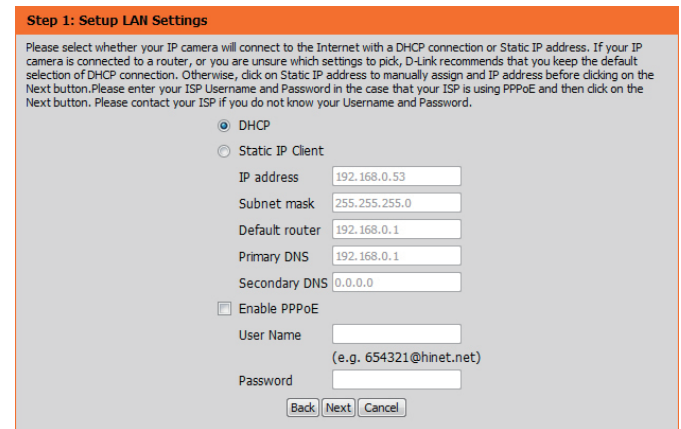 Step 1: Setup LAN Settings
Please select whether your IP camera will connect to the Internet with a DHCP connection or Static IP address. If your IP
camera is connected to a router, or you are unsure which settings to pick, D-Link recommends that you keep the default
selection of DHCP connection. Otherwise, click on Static IP address to manually assign and IP address before clicking on the
Next button.Please enter your ISP Username and Password in the case that your ISP is using PPPoE and then click on the
Next button. Please contact your ISP if you do not know your Username and Password.
DHCP
Static IP Client
IP address 192.168.0.53
Subnet mask 255.255.255.0
Default router 192.168.0.1
Primary DNS 192.168.0.1
Secondary DNS 0.0.0.0
Enable PPPoE
User Name
(e.g. 654321@hinet.net)
Password
Back Next Cancel